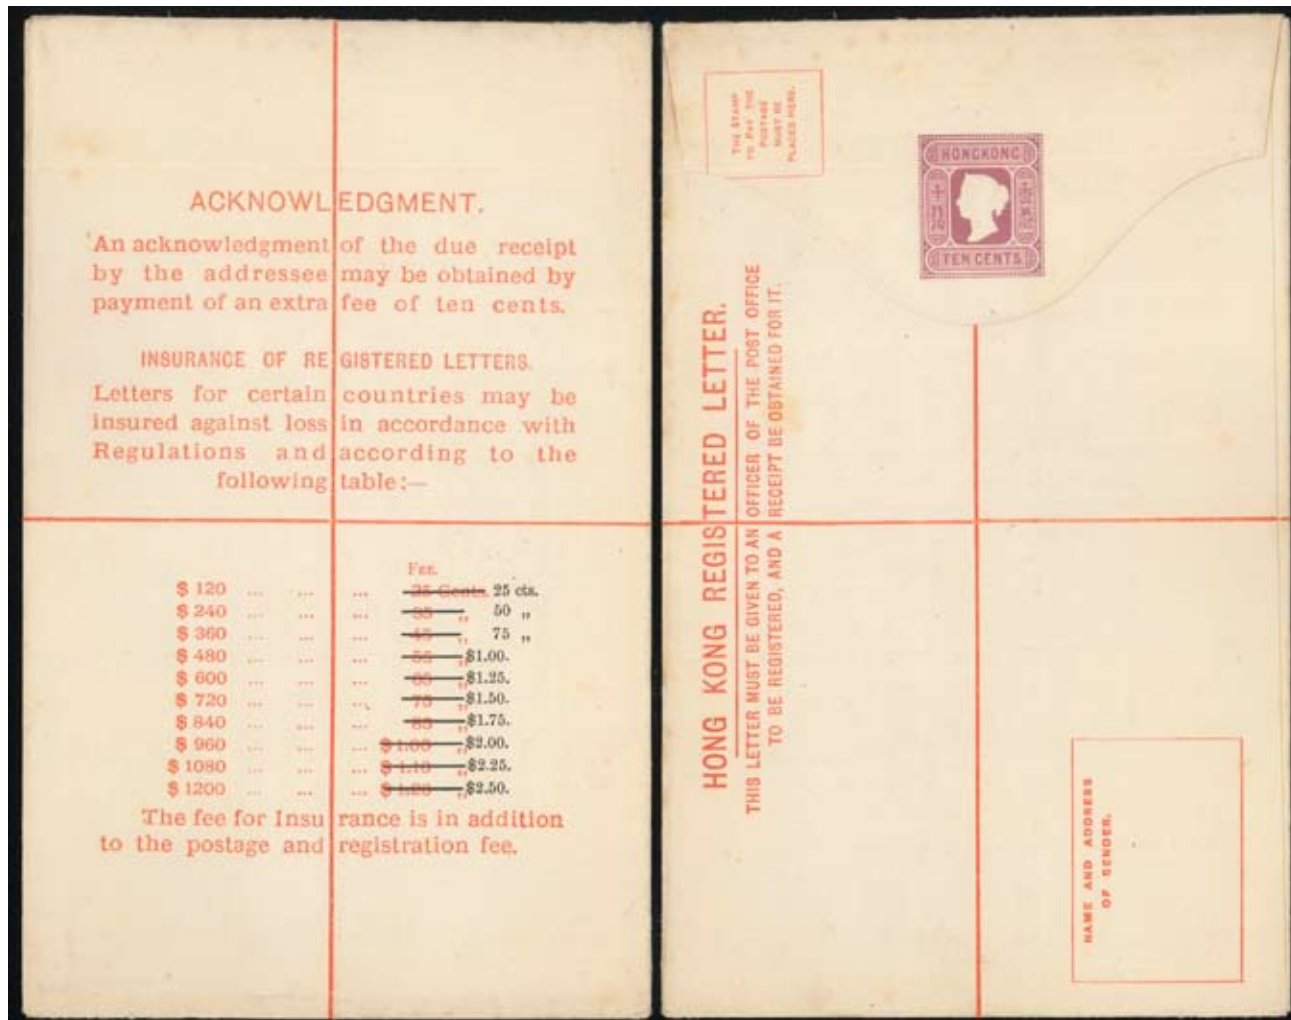 ACKNOWLEDGMENT.
An acknowledgment of the due receipt
by the addressee may be obtained by
payment of an extra fee of ten cents.
INSURANCE OF REGISTERED LETTERS.
Letters for certain countries may be
insured against loss in accordance with
Regulations and according to the
following table:—
FEE.
$ 120 ... ... ... 25 cts.
$ 240 ... ... ... „ 50 „
$ 360 ... ... ... „ 75 „
$ 480 ... ... ... „ $1.00.
$ 600 ... ... ... „ $1.25.
$ 720 ... ... ... „ $1.50.
$ 840 ... ... ... „ $1.75.
$ 960 ... ... ... „ $2.00.
$ 1080 ... ... ... „ $2.25.
$ 1200 ... ... ... „ $2.50.
The fee for Insurance is in addition
to the postage and registration fee.
THE STAMP
TO PAY THE
POSTAGE
MUST BE
PLACED HERE.
HONGKONG
TEN CENTS
HONG KONG REGISTERED LETTER.
THIS LETTER MUST BE GIVEN TO AN OFFICER OF THE POST OFFICE
TO BE REGISTERED, AND A RECEIPT BE OBTAINED FOR IT.
NAME AND ADDRESS
OF SENDER.